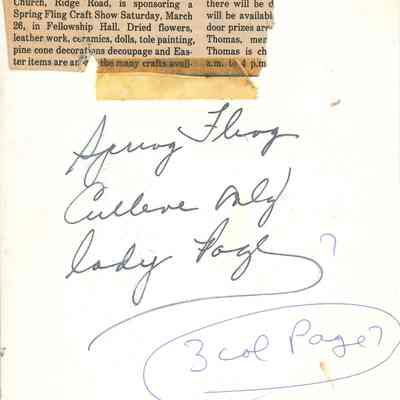 Church, Ridge Road, is sponsoring a
Spring Fling Craft Show Saturday, March
26, in Fellowship Hall. Dried flowers,
leather work, ceramics, dolls, tole painting,
pine cone decorations decoupage and Eas-
ter items are the many crafts avail-
there will be
will be availabl
door prizes are
Thomas, mer
Thomas is ch
a.m. to 4 p.m
Spring Fling
only
lady Page 7
3 col Page 7